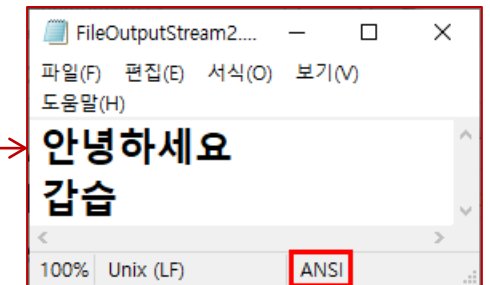 FileOutputStream2....
파일(F) 편집(E) 서식(O) 보기(V)
도움말(H)
안녕하세요
갑습
100% Unix (LF) ANSI